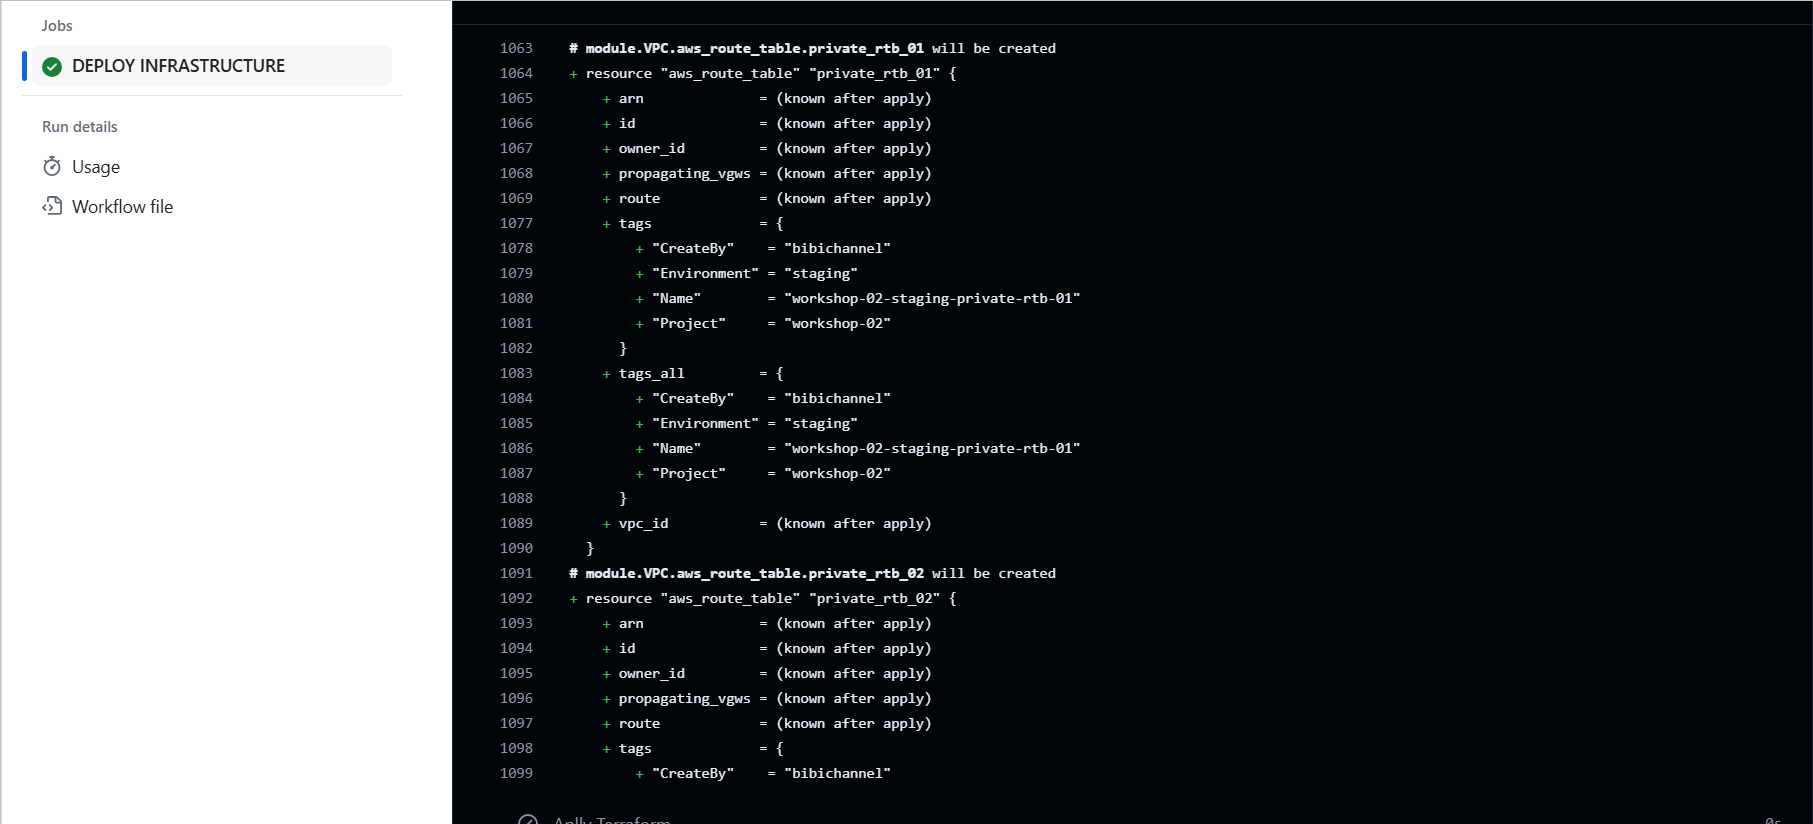 Jobs
DEPLOY INFRASTRUCTURE
Run details
Usage
Workflow file
1063 # module.VPC.aws_route_table.private_rtb_01 will be created
1064 + resource "aws_route_table" "private_rtb_01" {
1065 + arn = (known after apply)
1066 + id = (known after apply)
1067 + owner_id = (known after apply)
1068 + propagating_vgws = (known after apply)
1069 + route = (known after apply)
1077 + tags = {
1078 + "CreateBy" = "bibichannel"
1079 + "Environment" = "staging"
1080 + "Name" = "workshop-02-staging-private-rtb-01"
1081 + "Project" = "workshop-02"
1082 }
1083 + tags_all = {
1084 + "CreateBy" = "bibichannel"
1085 + "Environment" = "staging"
1086 + "Name" = "workshop-02-staging-private-rtb-01"
1087 + "Project" = "workshop-02"
1088 }
1089 + vpc_id = (known after apply)
1090 }
1091 # module.VPC.aws_route_table.private_rtb_02 will be created
1092 + resource "aws_route_table" "private_rtb_02" {
1093 + arn = (known after apply)
1094 + id = (known after apply)
1095 + owner_id = (known after apply)
1096 + propagating_vgws = (known after apply)
1097 + route = (known after apply)
1098 + tags = {
1099 + "CreateBy" = "bibichannel"
Aplly Terraform 0s